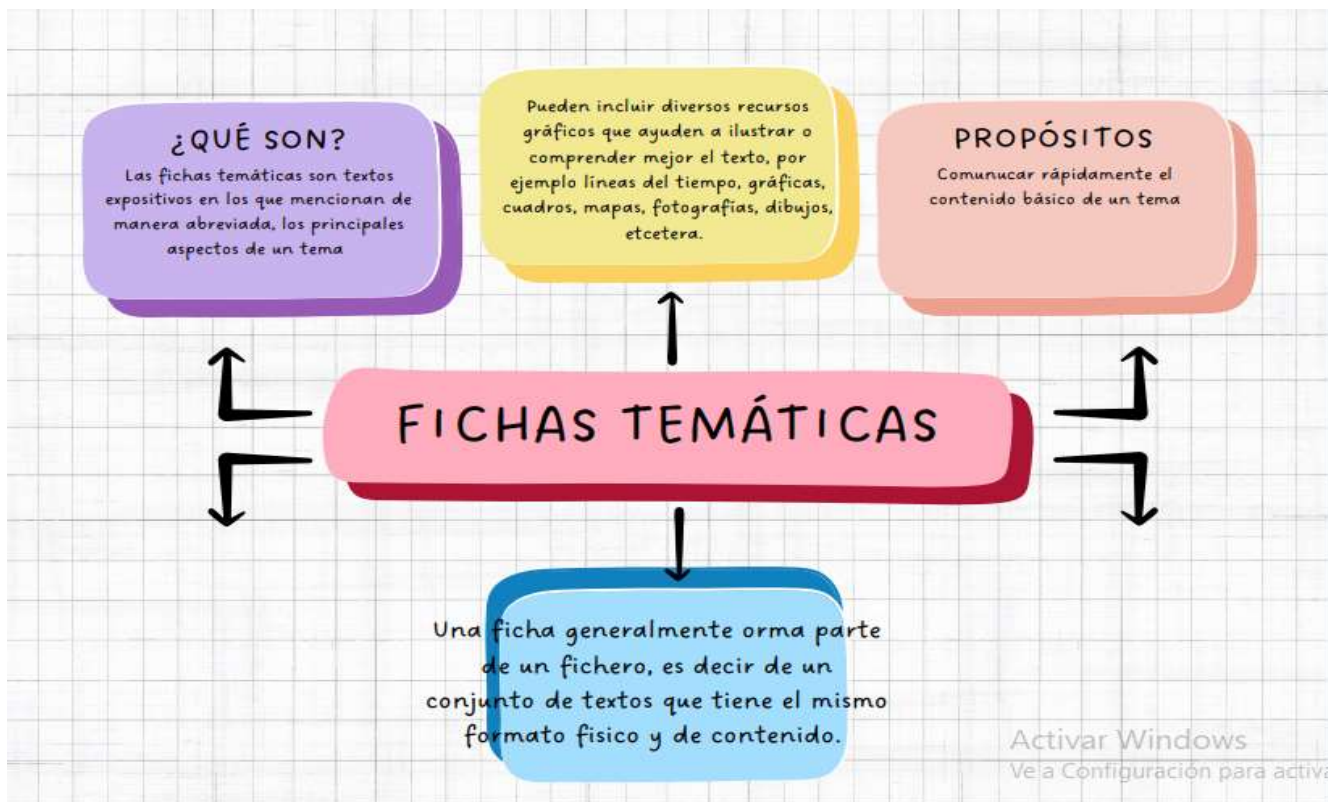 ¿QUÉ SON?
Las fichas temáticas son textos
expositivos en los que mencionan de
manera abreviada, los principales
aspectos de un tema
Pueden incluir diversos recursos
gráficos que ayuden a ilustrar o
comprender mejor el texto, por
ejemplo líneas del tiempo, gráficas,
cuadros, mapas, fotografías, dibujos,
etcetera.
PROPÓSITOS
Comunucar rápidamente el
contenido básico de un tema
FICHAS TEMÁTICAS
Una ficha generalmente orma parte
de un fichero, es decir de un
conjunto de textos que tiene el mismo
formato fisico y de contenido.
Activar Windows
Ve a Configuración para activa